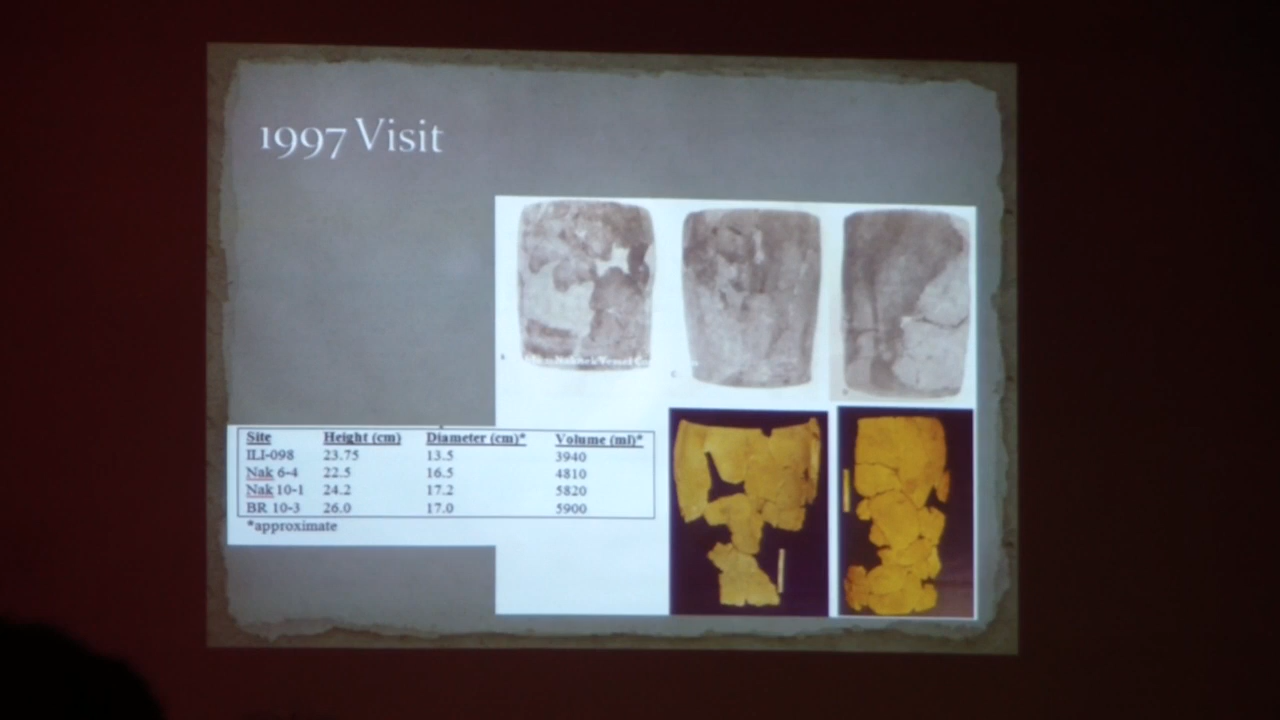 1997 Visit
Naknek Vessel
Site Height (cm) Diameter (cm)* Volume (ml)*
ILI-098 23.75 13.5 3940
Nak 6-4 22.5 16.5 4810
Nak 10-1 24.2 17.2 5820
BR 10-3 26.0 17.0 5900
*approximate